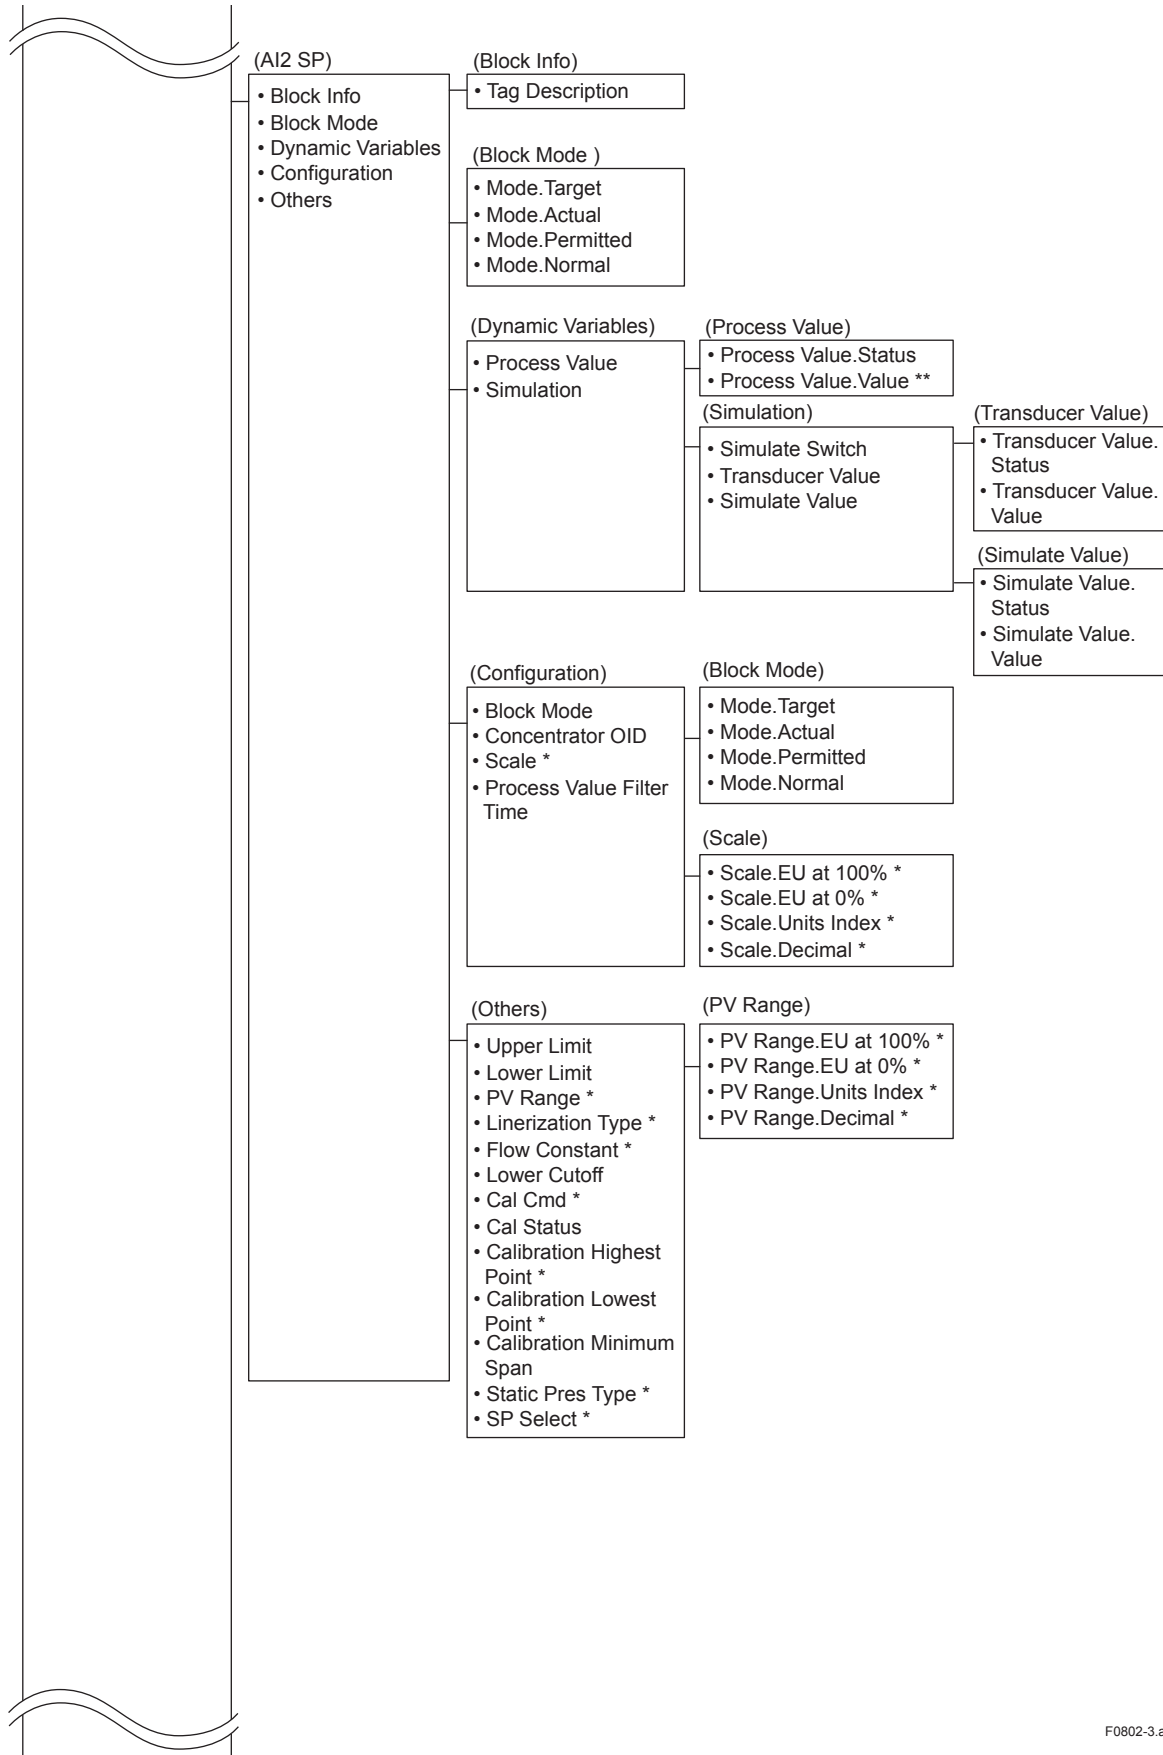 (AI2 SP)
• Block Info
• Block Mode
• Dynamic Variables
• Configuration
• Others
(Block Info)
• Tag Description
(Block Mode )
• Mode.Target
• Mode.Actual
• Mode.Permitted
• Mode.Normal
(Dynamic Variables)
• Process Value
• Simulation
(Process Value)
• Process Value.Status
• Process Value.Value **
(Simulation)
• Simulate Switch
• Transducer Value
• Simulate Value
(Transducer Value)
• Transducer Value.
Status
• Transducer Value.
Value
(Simulate Value)
• Simulate Value.
Status
• Simulate Value.
Value
(Configuration)
• Block Mode
• Concentrator OID
• Scale *
• Process Value Filter
Time
(Block Mode)
• Mode.Target
• Mode.Actual
• Mode.Permitted
• Mode.Normal
(Scale)
• Scale.EU at 100% *
• Scale.EU at 0% *
• Scale.Units Index *
• Scale.Decimal *
(Others)
• Upper Limit
• Lower Limit
• PV Range *
• Linerization Type *
• Flow Constant *
• Lower Cutoff
• Cal Cmd *
• Cal Status
• Calibration Highest
Point *
• Calibration Lowest
Point *
• Calibration Minimum
Span
• Static Pres Type *
• SP Select *
(PV Range)
• PV Range.EU at 100% *
• PV Range.EU at 0% *
• PV Range.Units Index *
• PV Range.Decimal *